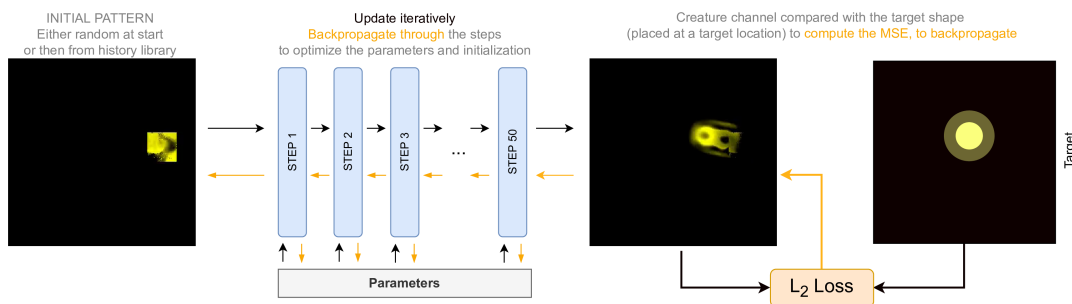 INITIAL PATTERN
Either random at start
or then from history library
Update iteratively
Backpropagate through the steps
to optimize the parameters and initialization
Creature channel compared with the target shape
(placed at a target location) to compute the MSE, to backpropagate
STEP 1
STEP 2
STEP 3
...
STEP 50
Target
Parameters
L₂ Loss